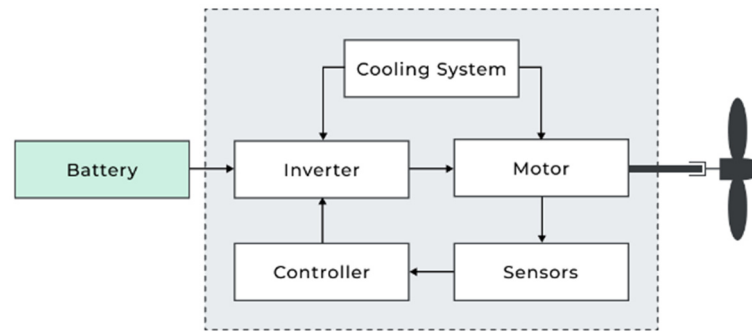 Cooling System
Battery
Inverter
Motor
Controller
Sensors